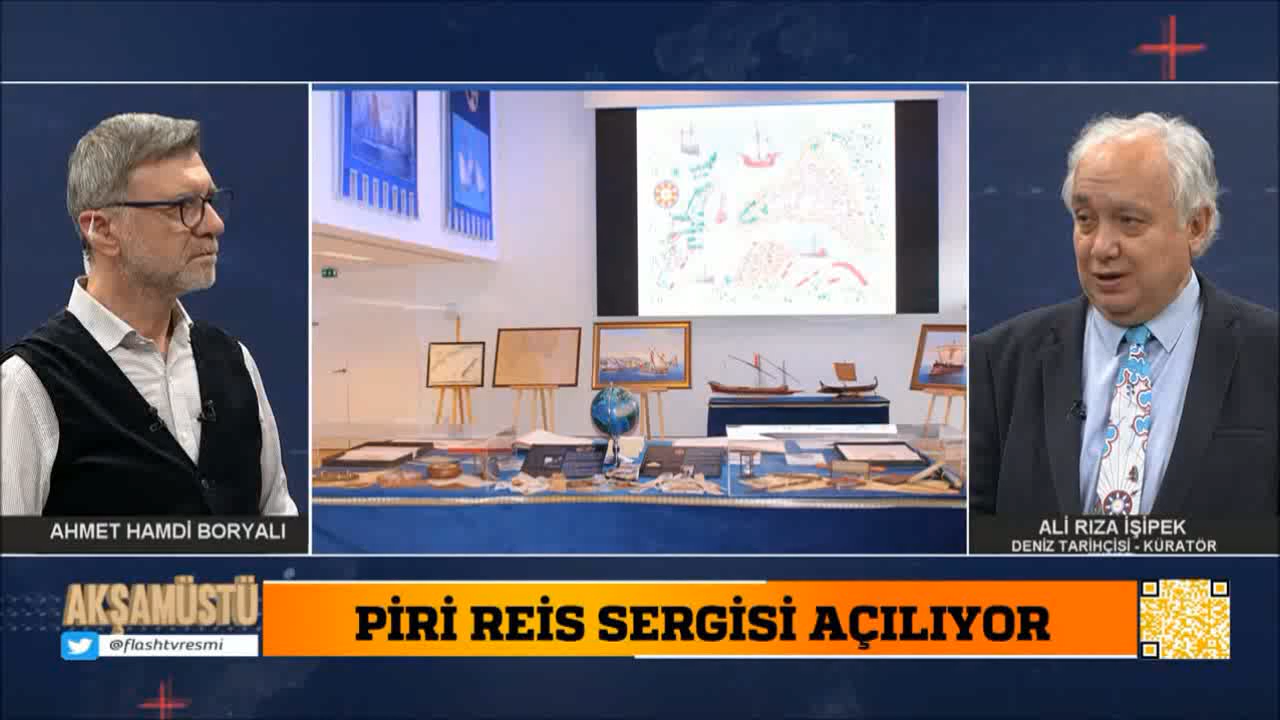 AHMET HAMDİ BORYALI
ALİ RIZA İŞİPEK
DENİZ TARİHÇİSİ - KÜRATÖR
AKŞAMÜSTÜ
@flashtvresmi
PİRİ REİS SERGİSİ AÇILIYOR